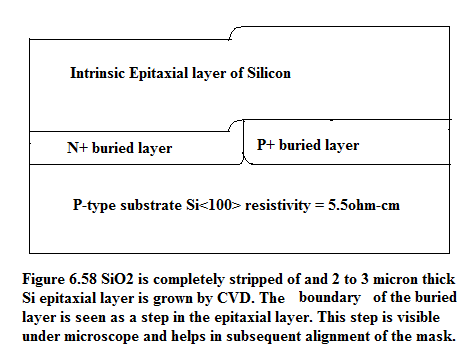 Intrinsic Epitaxial layer of Silicon
N+ buried layer
P+ buried layer
P-type substrate Si<100> resistivity = 5.5ohm-cm
Figure 6.58 SiO2 is completely stripped of and 2 to 3 micron thick
Si epitaxial layer is grown by CVD. The boundary of the buried
layer is seen as a step in the epitaxial layer. This step is visible
under microscope and helps in subsequent alignment of the mask.